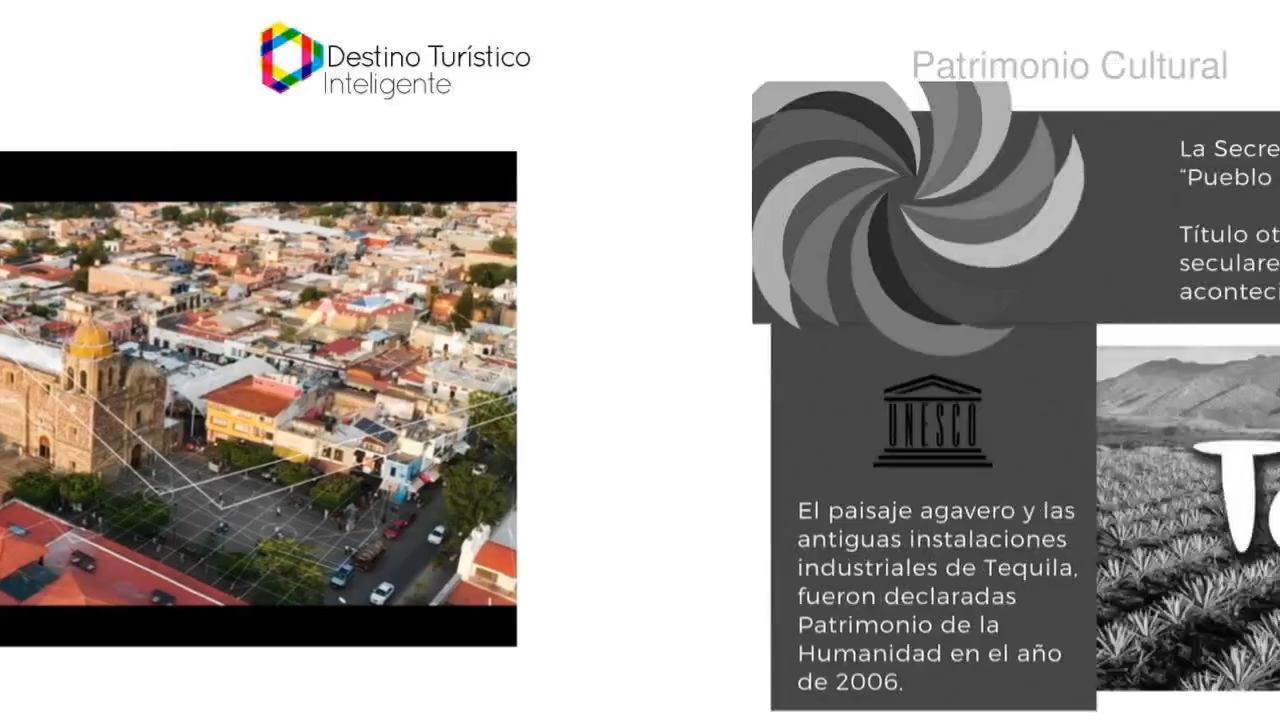 Destino Turístico
Inteligente
Patrimonio Cultural
La Secre
“Pueblo
Título ot
seculare
aconteci
UNESCO
El paisaje agavero y las
antiguas instalaciones
industriales de Tequila,
fueron declaradas
Patrimonio de la
Humanidad en el año
de 2006.